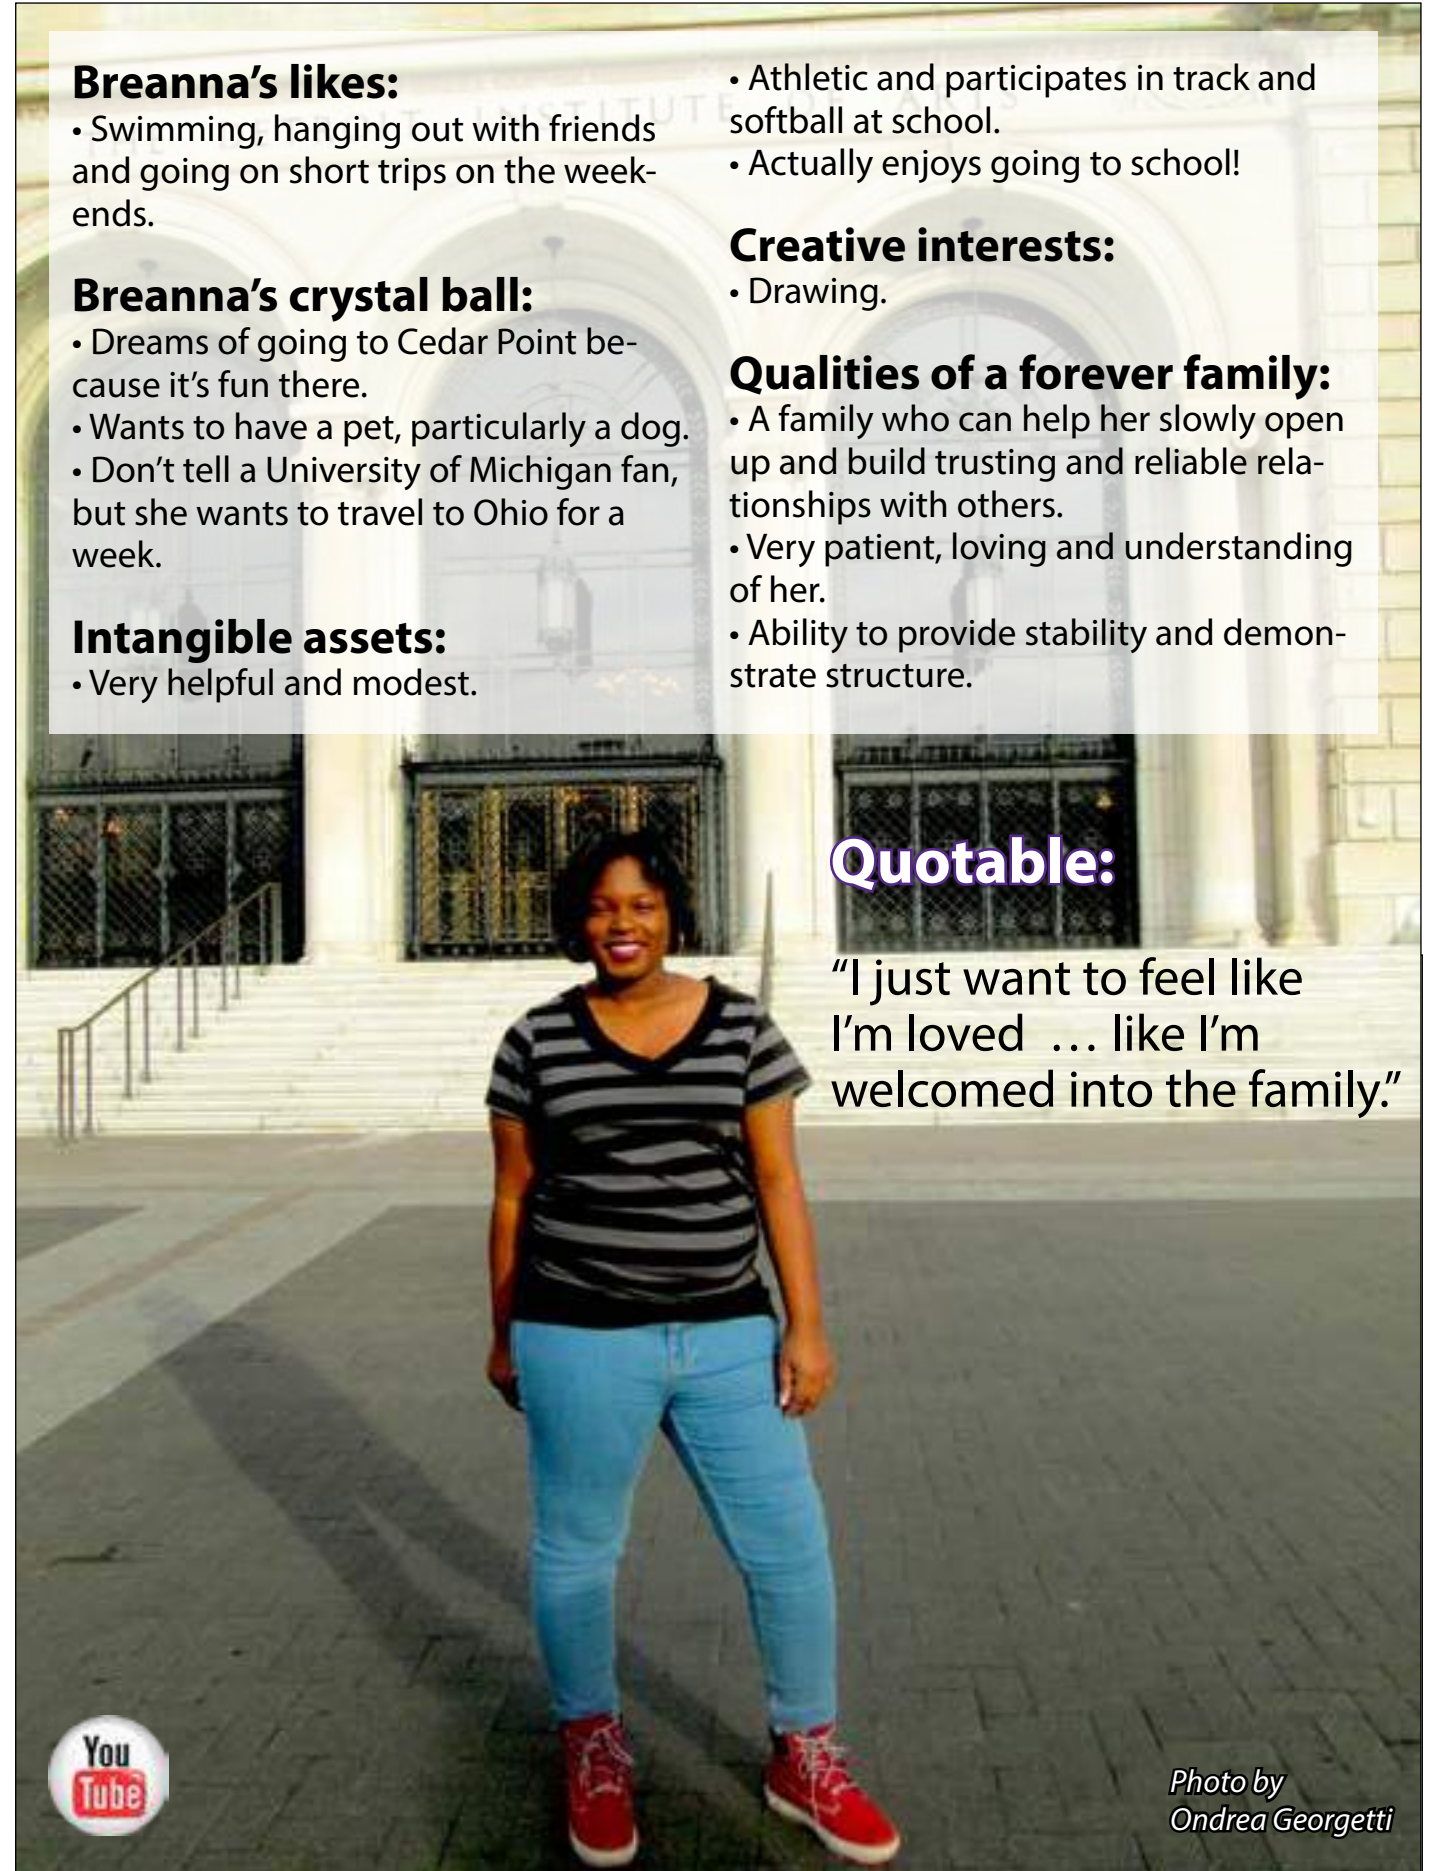 Breanna’s likes:
• Swimming, hanging out with friends
and going on short trips on the week-
ends.
Breanna’s crystal ball:
• Dreams of going to Cedar Point be-
cause it’s fun there.
• Wants to have a pet, particularly a dog.
• Don’t tell a University of Michigan fan,
but she wants to travel to Ohio for a
week.
Intangible assets:
• Very helpful and modest.
• Athletic and participates in track and
softball at school.
• Actually enjoys going to school!
Creative interests:
• Drawing.
Qualities of a forever family:
• A family who can help her slowly open
up and build trusting and reliable rela-
tionships with others.
• Very patient, loving and understanding
of her.
• Ability to provide stability and demon-
strate structure.
THE DETROIT INSTITUTE OF ARTS
Quotable:
“I just want to feel like
I’m loved … like I’m
welcomed into the family.”
You
Tube
Photo by
Ondrea Georgetti